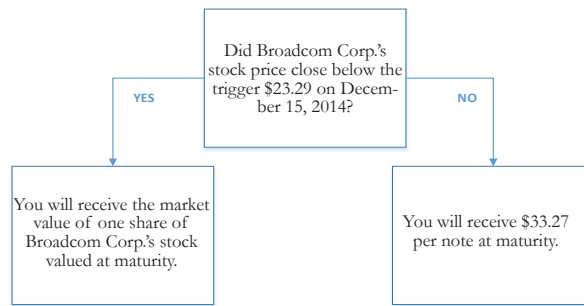 Did Broadcom Corp.'s
stock price close below the
trigger $23.29 on Decem-
ber 15, 2014?
YES
NO
You will receive the market
value of one share of
Broadcom Corp.'s stock
valued at maturity.
You will receive $33.27
per note at maturity.